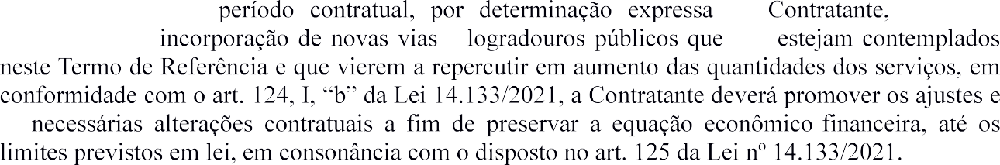 período contratual, por determinação expressa Contratante,
incorporação de novas vias logradouros públicos que estejam contemplados
neste Termo de Referência e que vierem a repercutir em aumento das quantidades dos serviços, em
conformidade com o art. 124, I, “b” da Lei 14.133/2021, a Contratante deverá promover os ajustes e
necessárias alterações contratuais a fim de preservar a equação econômico financeira, até os
limites previstos em lei, em consonância com o disposto no art. 125 da Lei nº 14.133/2021.